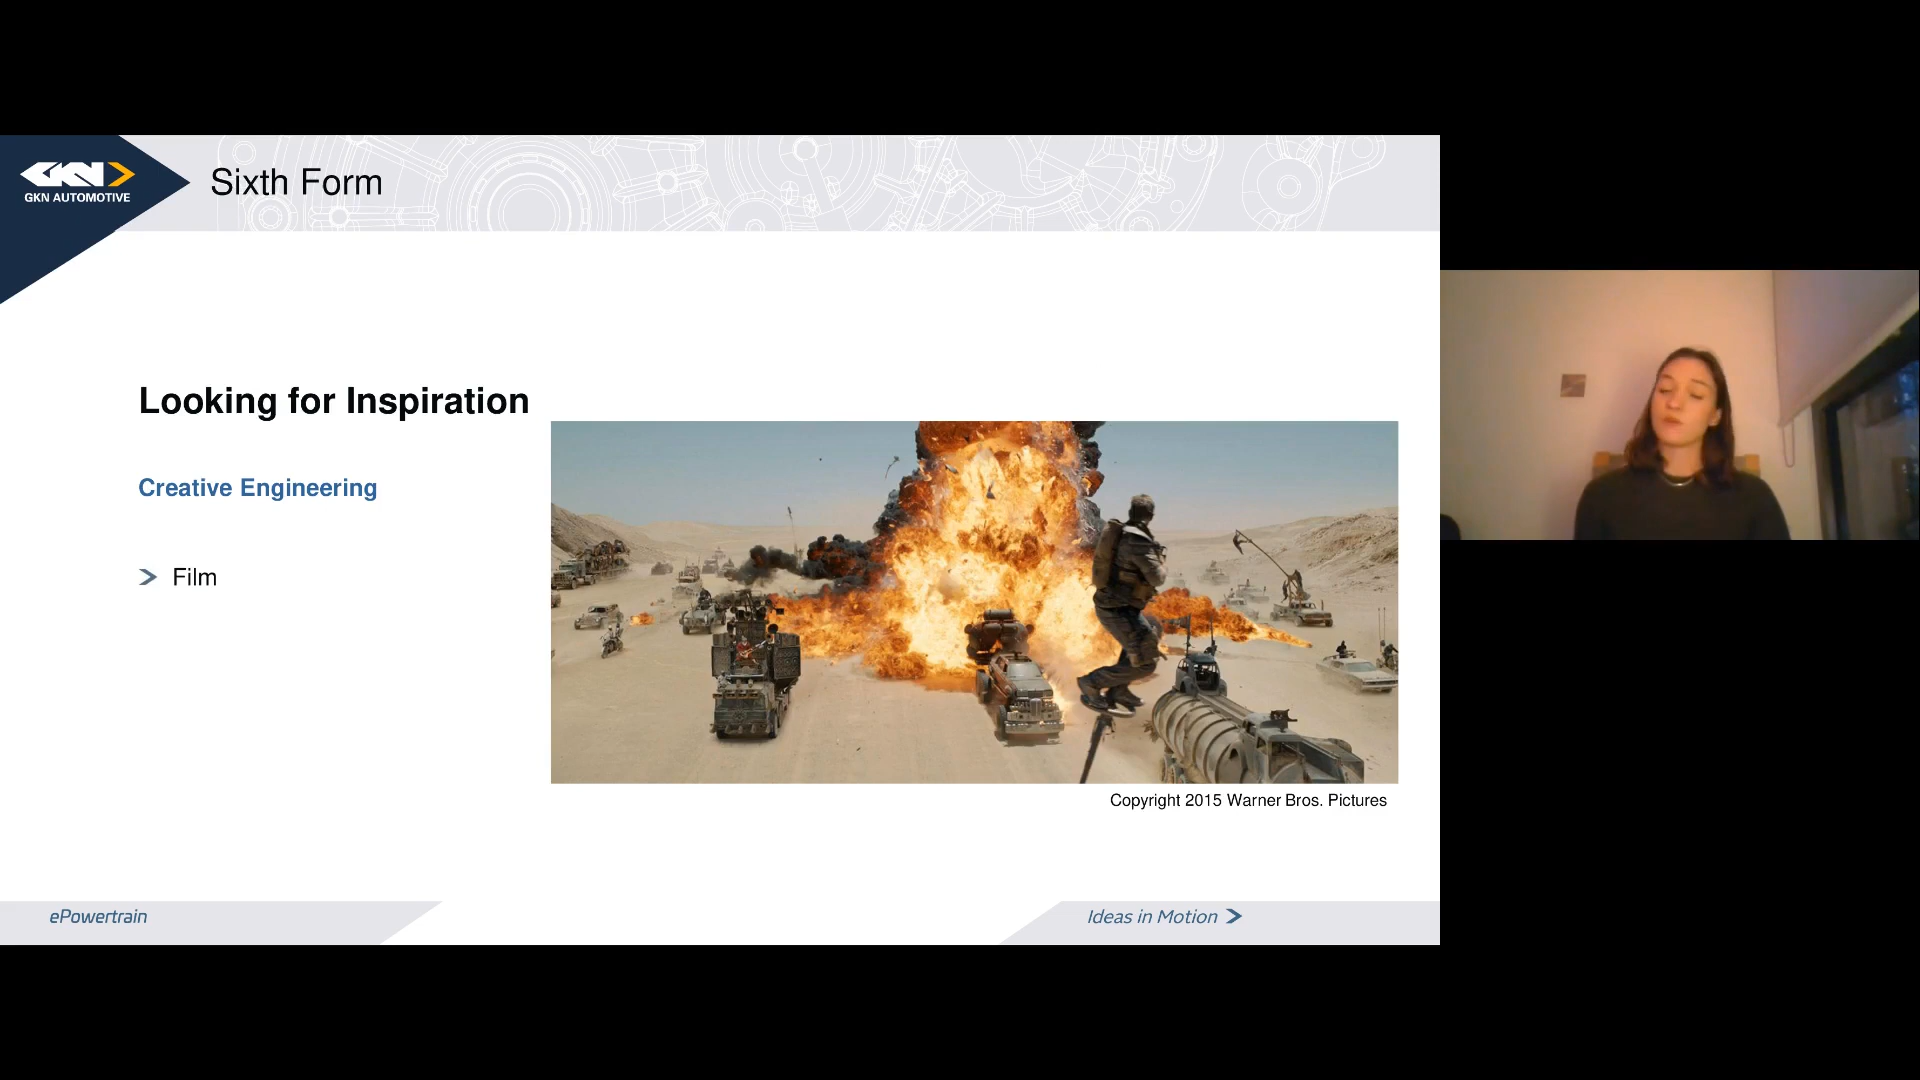 GKN
GKN AUTOMOTIVE
Sixth Form
Looking for Inspiration
Creative Engineering
Film
Copyright 2015 Warner Bros. Pictures
ePowertrain
Ideas in Motion